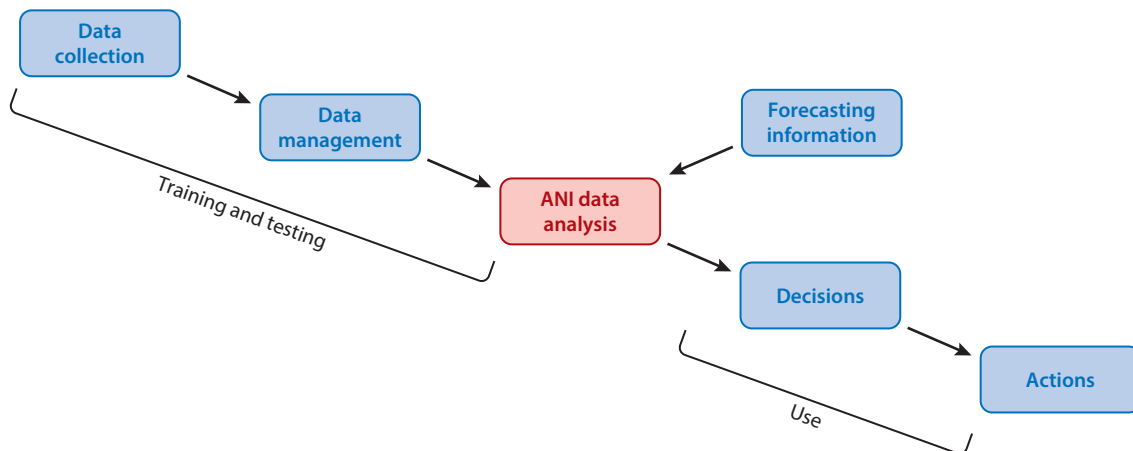 Data
collection
Data
management
Forecasting
information
Training and testing
ANI data
analysis
Decisions
Actions
Use